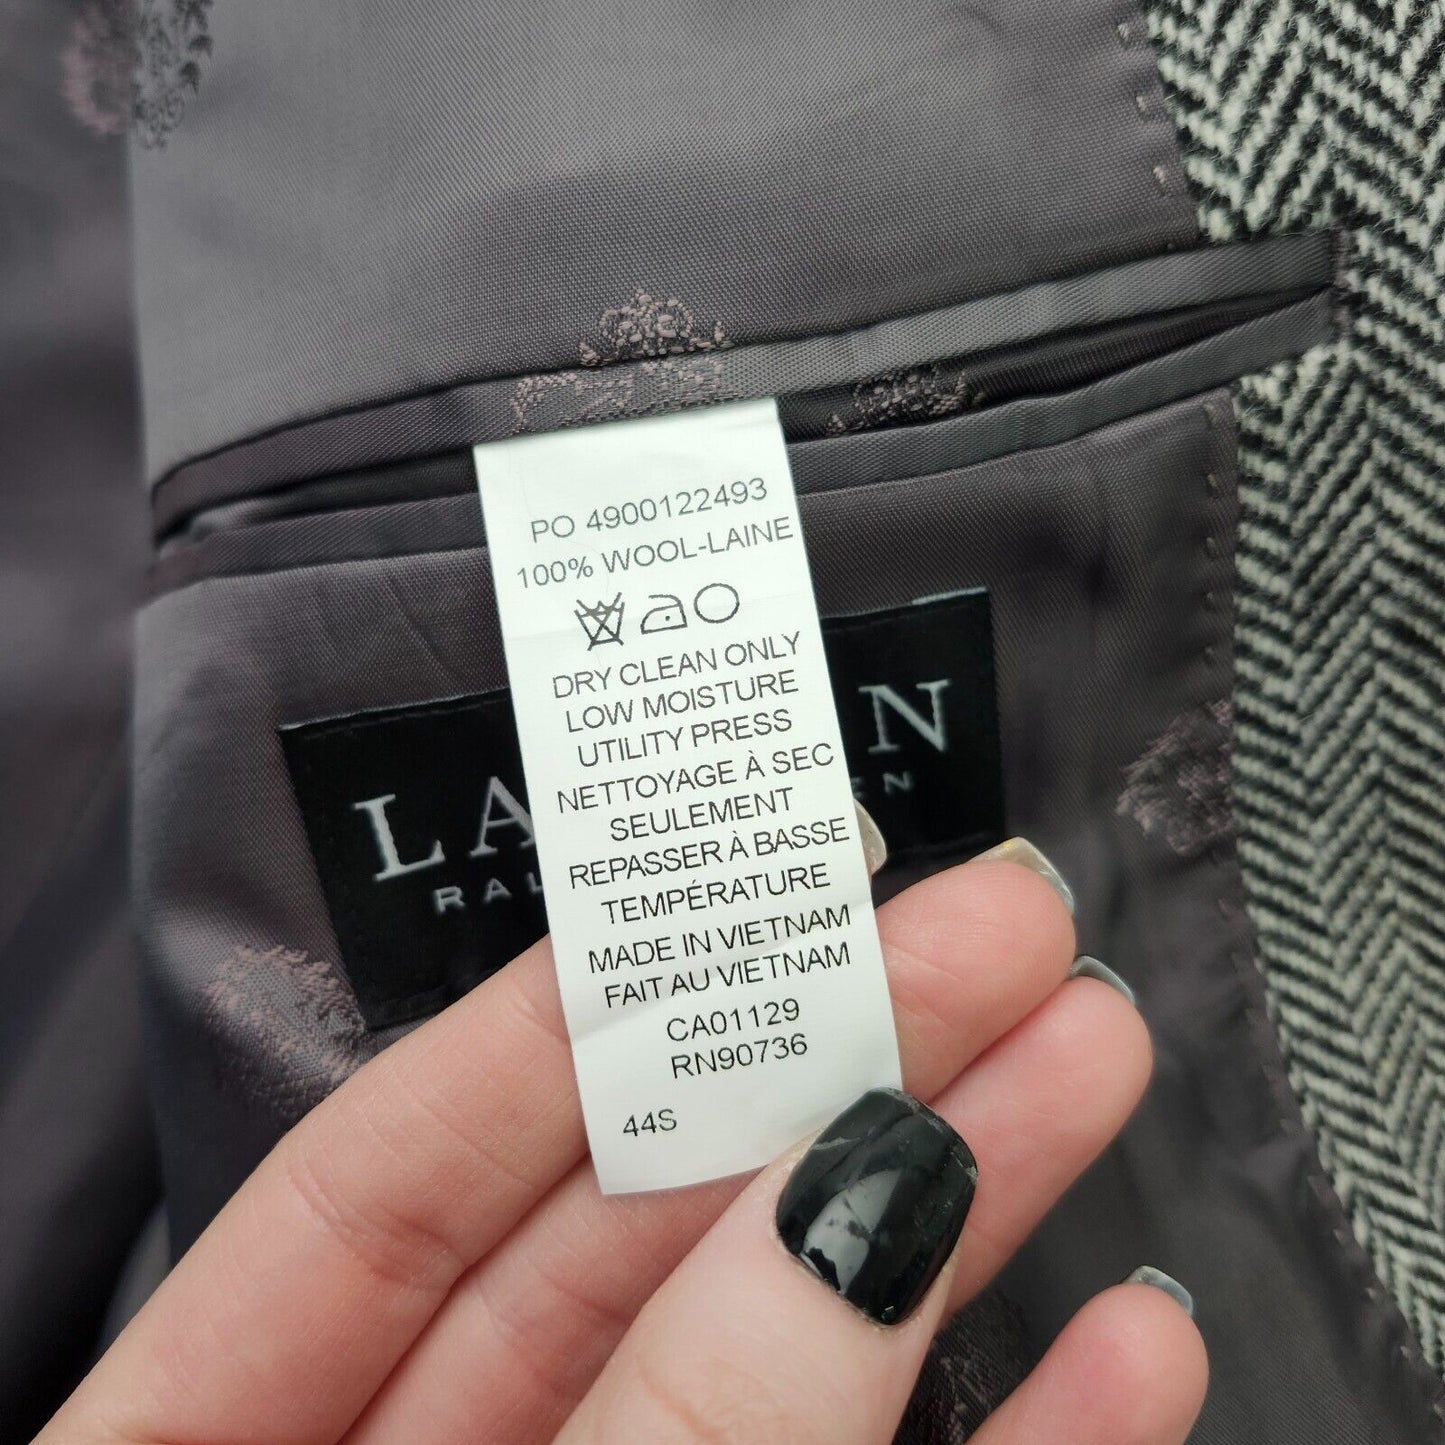 PO 4900122493
100% WOOL-LAINE
DRY CLEAN ONLY
LOW MOISTURE
UTILITY PRESS
NETTOYAGE À SEC
SEULEMENT
REPASSER À BASSE
TEMPÉRATURE
MADE IN VIETNAM
FAIT AU VIETNAM
CA01129
RN90736
44S